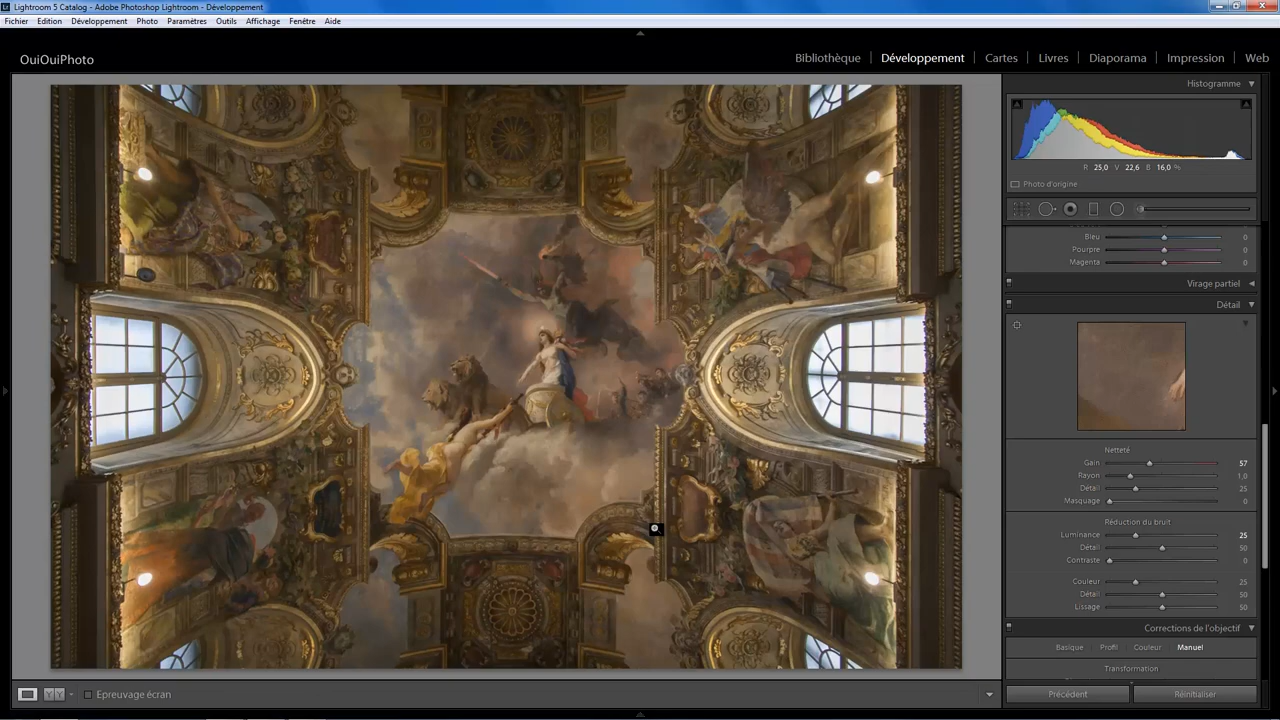 Lightroom 5 Catalog - Adobe Photoshop Lightroom - Développement
Fichier Edition Développement Photo Paramètres Outils Affichage Fenêtre Aide
OuiOuiPhoto
Bibliothèque Développement Cartes Livres Diaporama Impression Web
Histogramme
R 25,0 V 22,6 B 16,0 %
Photo d'origine
Bleu 0
Pourpre 0
Magenta 0
Virage partiel
Détail
Netteté
Gain 57
Rayon 1,0
Détail 25
Masquage 0
Réduction du bruit
Luminance 25
Détail 50
Contraste 0
Couleur 25
Détail 50
Lissage 50
Corrections de l'objectif
Basique Profil Couleur Manuel
Transformation
Précédent Réinitialiser
Epreuvage écran